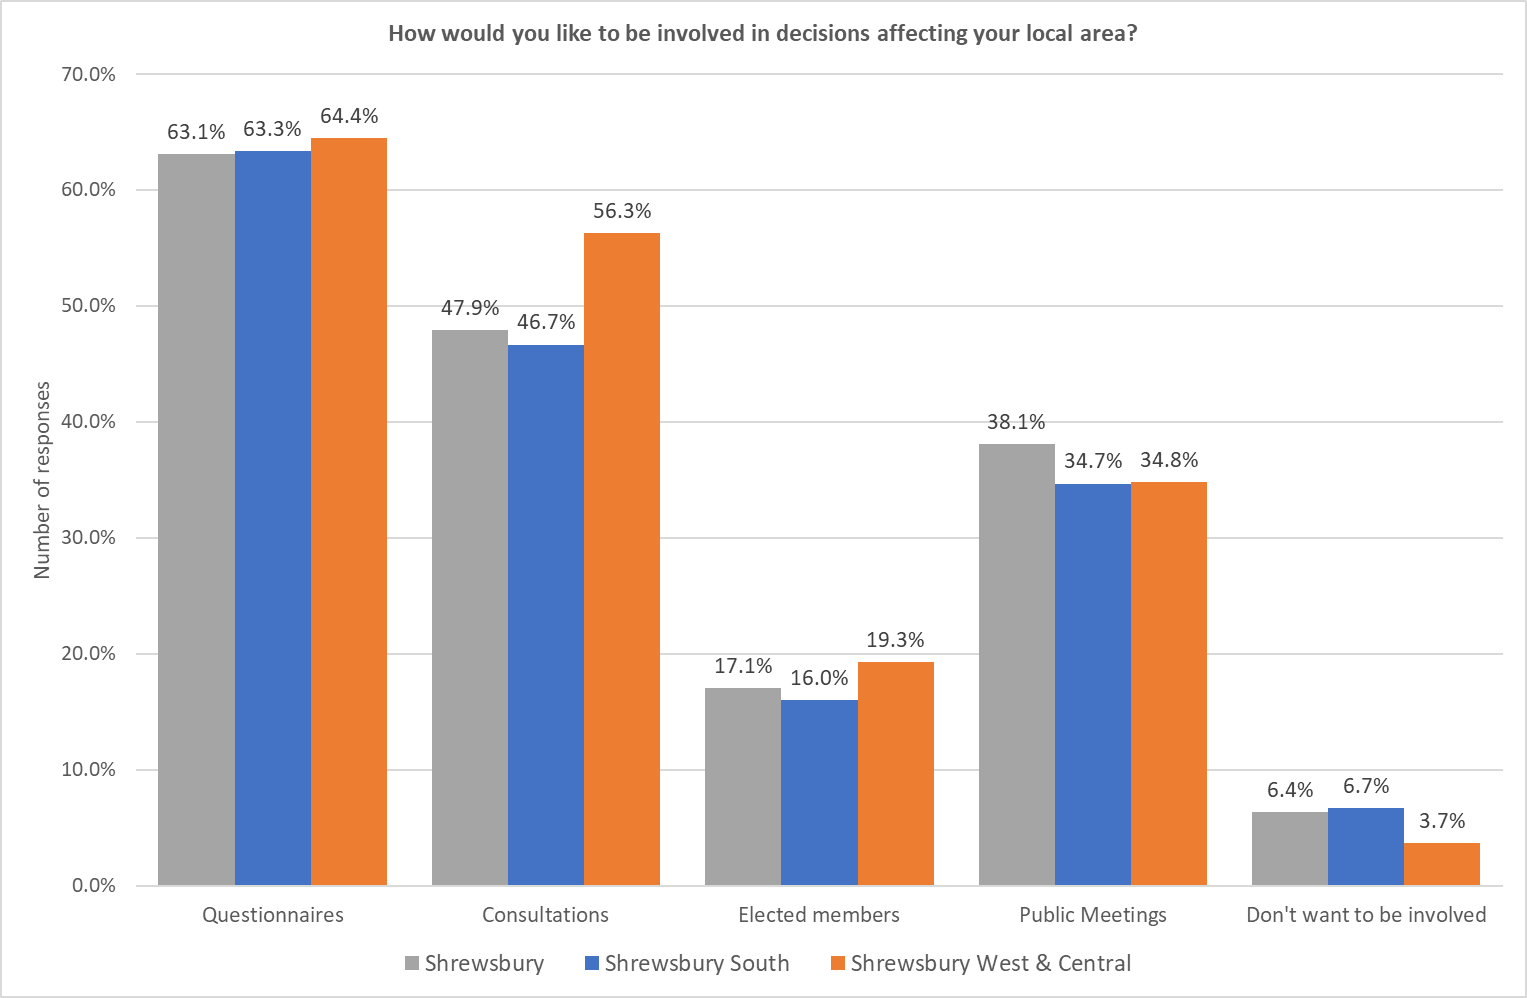 How would you like to be involved in decisions affecting your local area?
Number of responses
70.0%
60.0%
50.0%
40.0%
30.0%
20.0%
10.0%
0.0%
63.1% 63.3% 64.4%
47.9% 46.7% 56.3%
17.1% 16.0% 19.3%
38.1% 34.7% 34.8%
6.4% 6.7% 3.7%
Questionnaires Consultations Elected members Public Meetings Don't want to be involved
Shrewsbury Shrewsbury South Shrewsbury West & Central